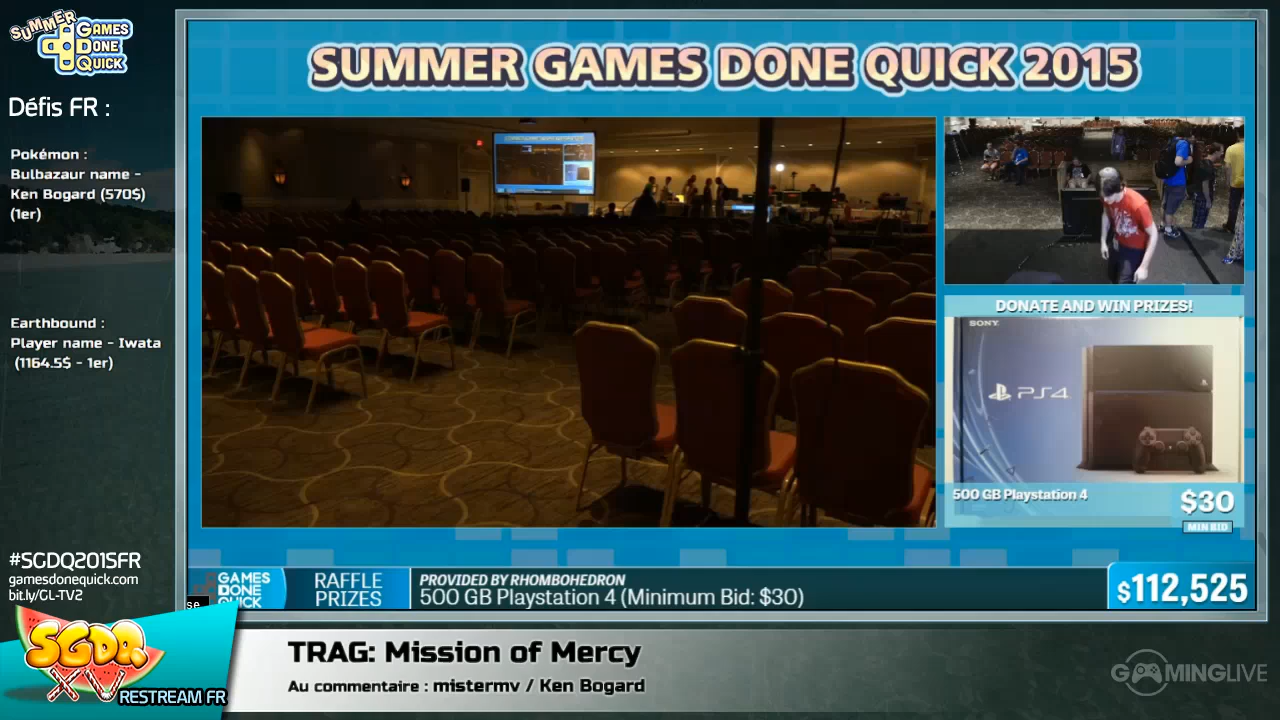 SUMMER
GAMES
DONE
QUICK
Défis FR :
Pokémon :
Bulbazaur name -
Ken Bogard (570$)
(1er)
Earthbound :
Player name - Iwata
(1164.5$ - 1er)
#SGDQ2015FR
gamesdonequick.com
bit.ly/GL-TV2
SUMMER GAMES DONE QUICK 2015
DONATE AND WIN PRIZES!
SONY
PS4
500 GB Playstation 4
$30
MIN BID
GAMES
DONE
QUICK
RAFFLE
PRIZES
PROVIDED BY RHOMBOHEDRON
500 GB Playstation 4 (Minimum Bid: $30)
$112,525
se
SGDQ
XV
RESTREAM FR
TRAG: Mission of Mercy
Au commentaire : mistermv / Ken Bogard
GAMINGLIVE